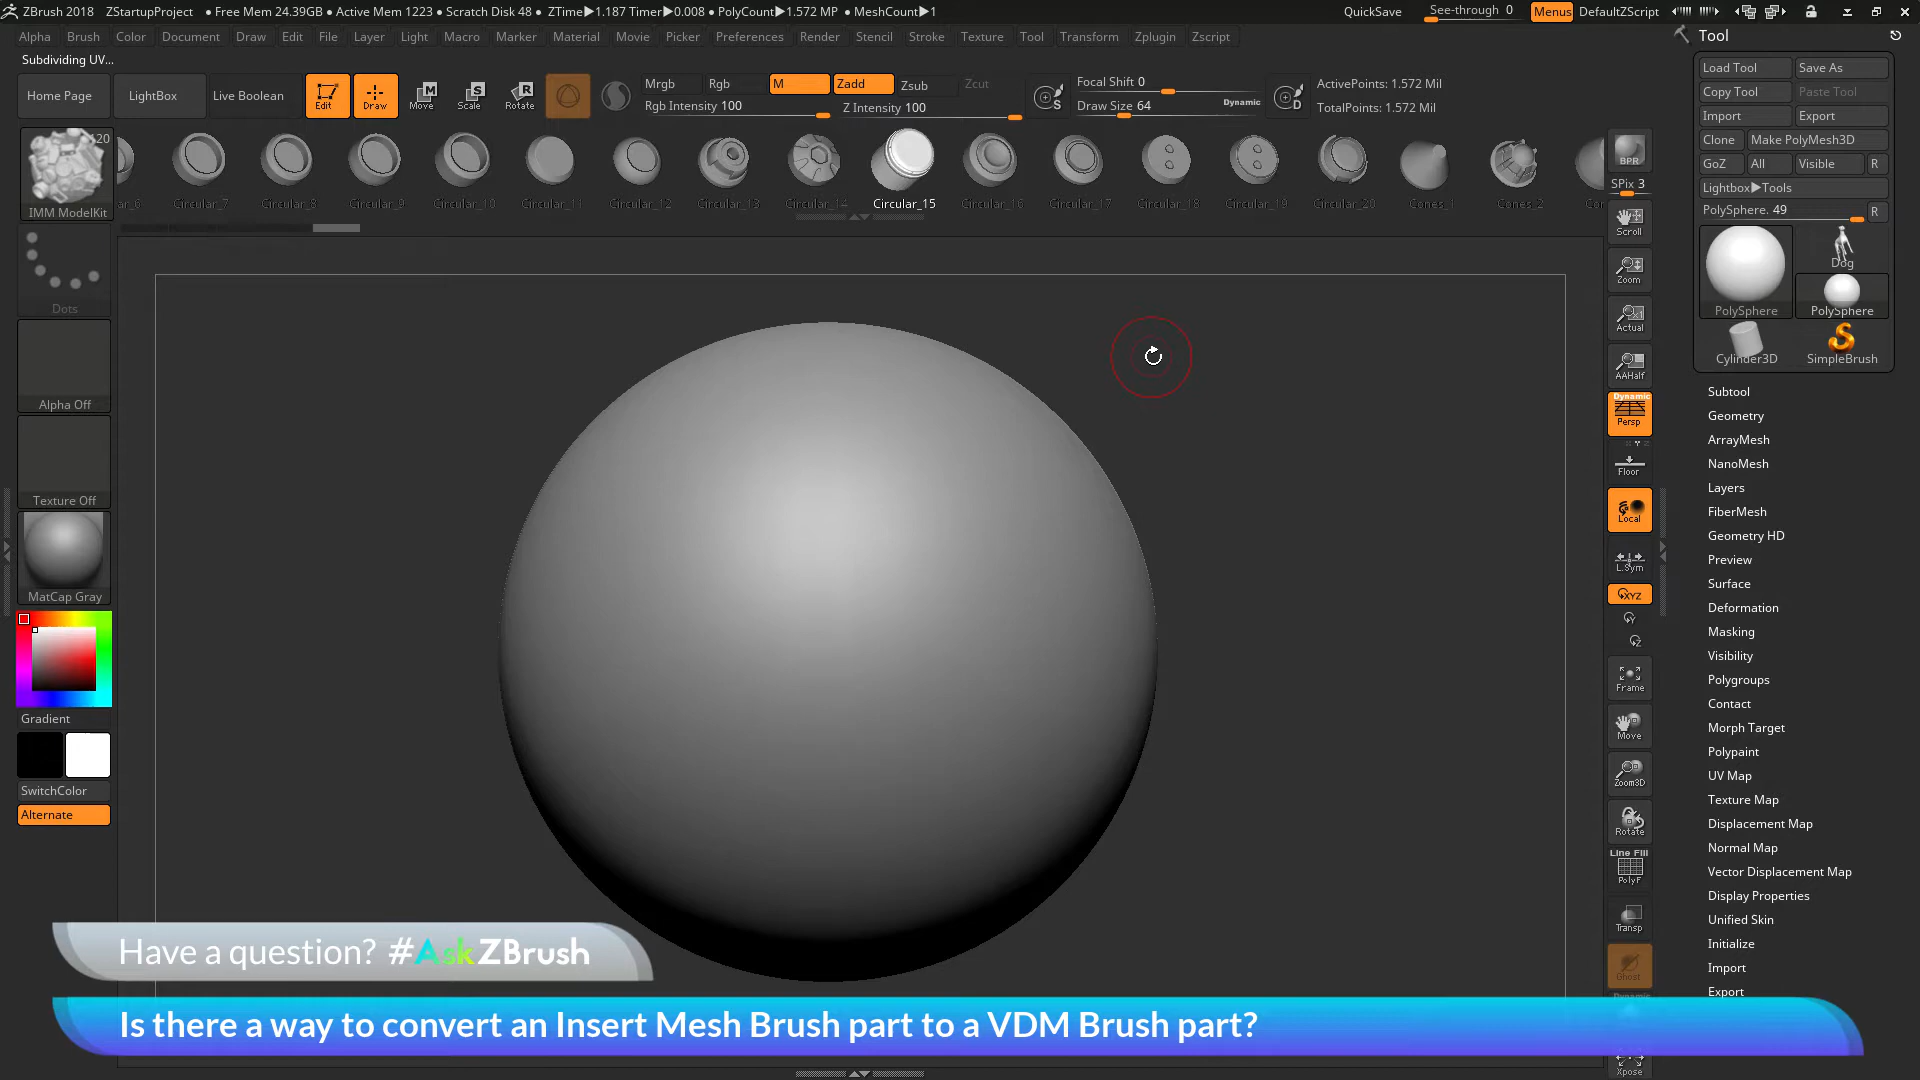 ZBrush 2018 ZStartupProject • Free Mem 24.39GB • Active Mem 1223 • Scratch Disk 48 • ZTime▶1.187 Timer▶0.008 • PolyCount▶1.572 MP • MeshCount▶1 QuickSave See-through 0 Menus DefaultZScript
Alpha Brush Color Document Draw Edit File Layer Light Macro Marker Material Movie Picker Preferences Render Stencil Stroke Texture Tool Transform Zplugin Zscript
Subdividing UV...
Home Page LightBox Live Boolean Edit Draw Move Scale Rotate
Mrgb Rgb M Zadd Zsub Zcut
Rgb Intensity 100 Z Intensity 100
Focal Shift 0
Draw Size 64 Dynamic
ActivePoints: 1.572 Mil
TotalPoints: 1.572 Mil
20
IMM ModelKit
Circular_7 Circular_8 Circular_9 Circular_10 Circular_11 Circular_12 Circular_13 Circular_14 Circular_15 Circular_16 Circular_17 Circular_18 Circular_19 Circular_20 Cones_1 Cones_2
Dots
Alpha Off
Texture Off
MatCap Gray
Gradient
SwitchColor
Alternate
BPR
SPix 3
Scroll
Zoom
Actual
AAHalf
Dynamic
Persp
Floor
Local
L.Sym
XYZ
Y
Z
Frame
Move
Zoom3D
Rotate
Line Fill
PolyF
Transp
Ghost
Dynamic
Xpose
Tool
Load Tool Save As
Copy Tool Paste Tool
Import Export
Clone Make PolyMesh3D
GoZ All Visible R
Lightbox▶Tools
PolySphere. 49 R
Dog
PolySphere PolySphere
Cylinder3D SimpleBrush
Subtool
Geometry
ArrayMesh
NanoMesh
Layers
FiberMesh
Geometry HD
Preview
Surface
Deformation
Masking
Visibility
Polygroups
Contact
Morph Target
Polypaint
UV Map
Texture Map
Displacement Map
Normal Map
Vector Displacement Map
Display Properties
Unified Skin
Initialize
Import
Export
Have a question? #AskZBrush
Is there a way to convert an Insert Mesh Brush part to a VDM Brush part?